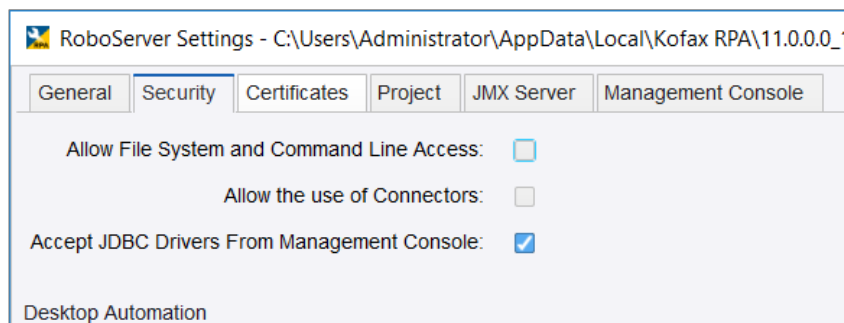 RPA
RoboServer Settings - C:\Users\Administrator\AppData\Local\Kofax RPA\11.0.0.0_
General Security Certificates Project JMX Server Management Console
Allow File System and Command Line Access:
Allow the use of Connectors:
Accept JDBC Drivers From Management Console:
Desktop Automation